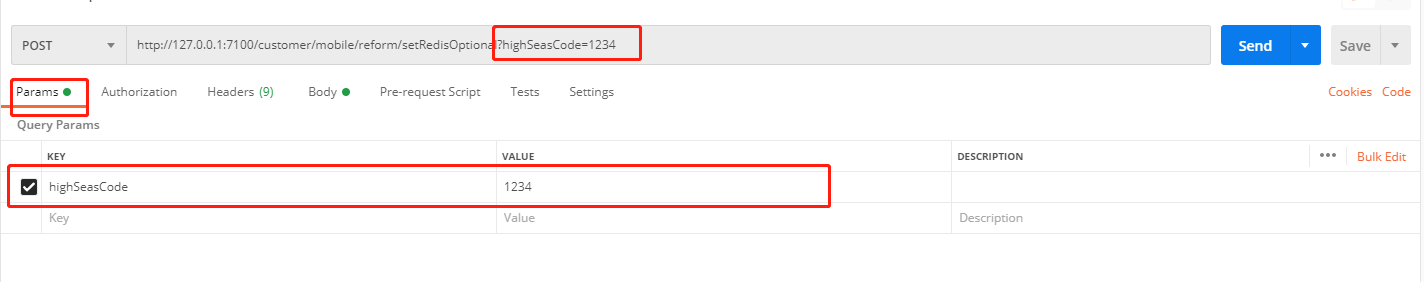 POST http://127.0.0.1:7100/customer/mobile/reform/setRedisOptional?highSeasCode=1234 Send Save
Params Authorization Headers (9) Body Pre-request Script Tests Settings Cookies Code
Query Params
KEY VALUE DESCRIPTION ••• Bulk Edit
highSeasCode 1234
Key Value Description